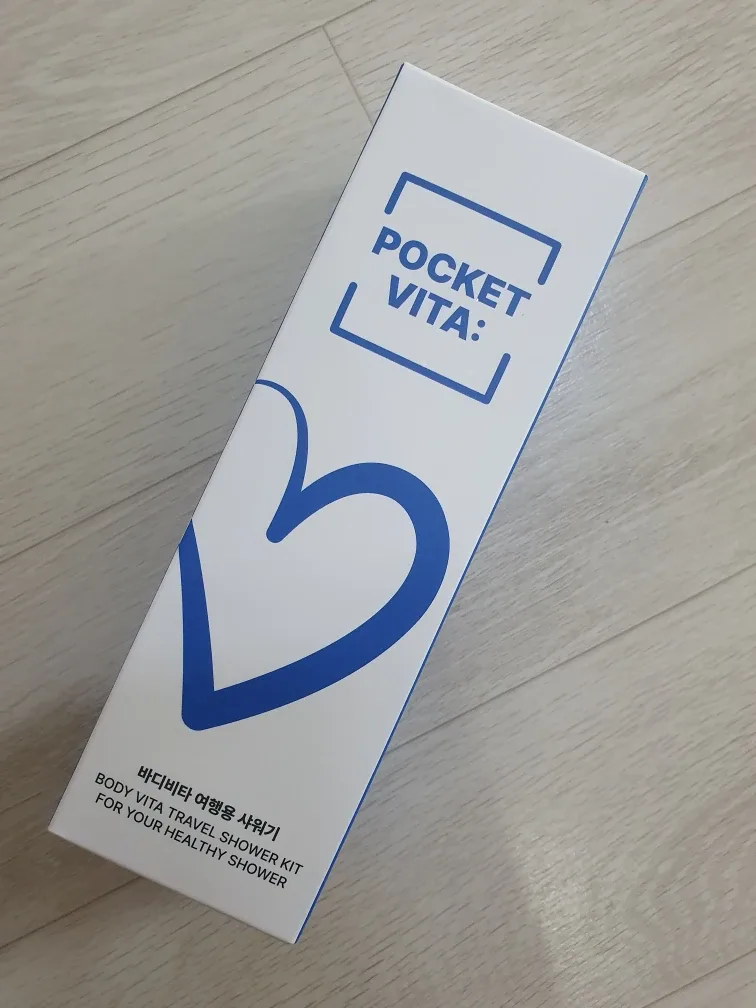 POCKET
VITA:
바디비타 여행용 샤워기
BODY VITA TRAVEL SHOWER KIT
FOR YOUR HEALTHY SHOWER